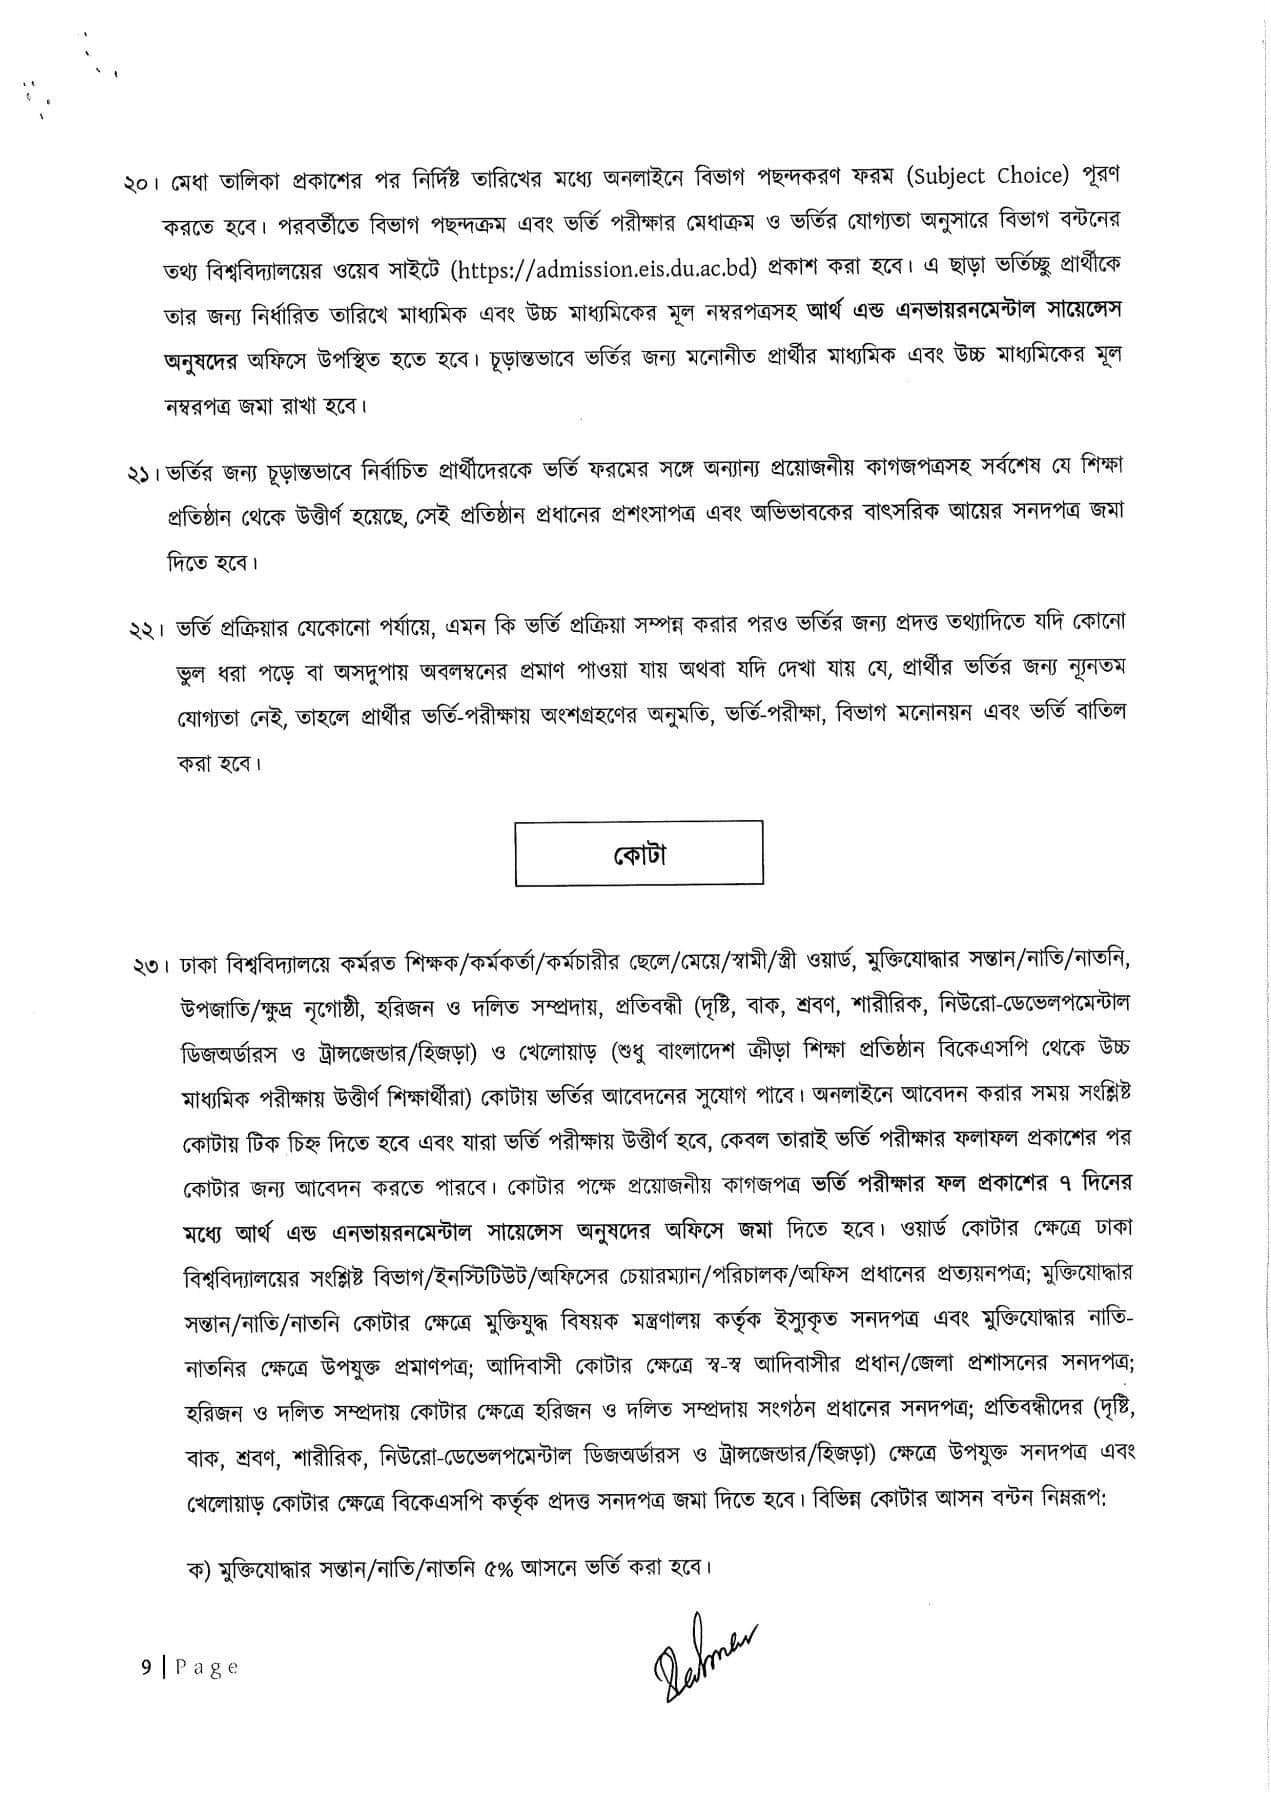 ২০। মেধা তালিকা প্রকাশের পর নির্দিষ্ট তারিখের মধ্যে অনলাইনে বিভাগ পছন্দকরণ ফরম (Subject Choice) পূরণ
করতে হবে। পরবর্তীতে বিভাগ পছন্দক্রম এবং ভর্তি পরীক্ষার মেধাক্রম ও ভর্তির যোগ্যতা অনুসারে বিভাগ বন্টনের
তথ্য বিশ্ববিদ্যালয়ের ওয়েব সাইটে (https://admission.eis.du.ac.bd) প্রকাশ করা হবে। এ ছাড়া ভর্তিচ্ছু প্রার্থীকে
তার জন্য নির্ধারিত তারিখে মাধ্যমিক এবং উচ্চ মাধ্যমিকের মূল নম্বরপত্রসহ আর্থ এন্ড এনভায়রনমেন্টাল সায়েন্সেস
অনুষদের অফিসে উপস্থিত হতে হবে। চূড়ান্তভাবে ভর্তির জন্য মনোনীত প্রার্থীর মাধ্যমিক এবং উচ্চ মাধ্যমিকের মূল
নম্বরপত্র জমা রাখা হবে।
২১। ভর্তির জন্য চূড়ান্তভাবে নির্বাচিত প্রার্থীদেরকে ভর্তি ফরমের সঙ্গে অন্যান্য প্রয়োজনীয় কাগজপত্রসহ সর্বশেষ যে শিক্ষা
প্রতিষ্ঠান থেকে উত্তীর্ণ হয়েছে, সেই প্রতিষ্ঠান প্রধানের প্রশংসাপত্র এবং অভিভাবকের বাৎসরিক আয়ের সনদপত্র জমা
দিতে হবে।
২২। ভর্তি প্রক্রিয়ার যেকোনো পর্যায়ে, এমন কি ভর্তি প্রক্রিয়া সম্পন্ন করার পরও ভর্তির জন্য প্রদত্ত তথ্যাদিতে যদি কোনো
ভুল ধরা পড়ে বা অসদুপায় অবলম্বনের প্রমাণ পাওয়া যায় অথবা যদি দেখা যায় যে, প্রার্থীর ভর্তির জন্য ন্যূনতম
যোগ্যতা নেই, তাহলে প্রার্থীর ভর্তি-পরীক্ষায় অংশগ্রহণের অনুমতি, ভর্তি-পরীক্ষা, বিভাগ মনোনয়ন এবং ভর্তি বাতিল
করা হবে।
কোটা
২৩। ঢাকা বিশ্ববিদ্যালয়ে কর্মরত শিক্ষক/কর্মকর্তা/কর্মচারীর ছেলে/মেয়ে/স্বামী/স্ত্রী ওয়ার্ড, মুক্তিযোদ্ধার সন্তান/নাতি/নাতনি,
উপজাতি/ক্ষুদ্র নৃগোষ্ঠী, হরিজন ও দলিত সম্প্রদায়, প্রতিবন্ধী (দৃষ্টি, বাক, শ্রবণ, শারীরিক, নিউরো-ডেভেলপমেন্টাল
ডিজঅর্ডারস ও ট্রান্সজেন্ডার/হিজড়া) ও খেলোয়াড় (শুধু বাংলাদেশ ক্রীড়া শিক্ষা প্রতিষ্ঠান বিকেএসপি থেকে উচ্চ
মাধ্যমিক পরীক্ষায় উত্তীর্ণ শিক্ষার্থীরা) কোটায় ভর্তির আবেদনের সুযোগ পাবে। অনলাইনে আবেদন করার সময় সংশ্লিষ্ট
কোটায় টিক চিহ্ন দিতে হবে এবং যারা ভর্তি পরীক্ষায় উত্তীর্ণ হবে, কেবল তারাই ভর্তি পরীক্ষার ফলাফল প্রকাশের পর
কোটার জন্য আবেদন করতে পারবে। কোটার পক্ষে প্রয়োজনীয় কাগজপত্র ভর্তি পরীক্ষার ফল প্রকাশের ৭ দিনের
মধ্যে আর্থ এন্ড এনভায়রনমেন্টাল সায়েন্সেস অনুষদের অফিসে জমা দিতে হবে। ওয়ার্ড কোটার ক্ষেত্রে ঢাকা
বিশ্ববিদ্যালয়ের সংশ্লিষ্ট বিভাগ/ইনস্টিটিউট/অফিসের চেয়ারম্যান/পরিচালক/অফিস প্রধানের প্রত্যয়নপত্র; মুক্তিযোদ্ধার
সন্তান/নাতি/নাতনি কোটার ক্ষেত্রে মুক্তিযুদ্ধ বিষয়ক মন্ত্রণালয় কর্তৃক ইস্যুকৃত সনদপত্র এবং মুক্তিযোদ্ধার নাতি-
নাতনির ক্ষেত্রে উপযুক্ত প্রমাণপত্র; আদিবাসী কোটার ক্ষেত্রে স্ব-স্ব আদিবাসীর প্রধান/জেলা প্রশাসনের সনদপত্র;
হরিজন ও দলিত সম্প্রদায় কোটার ক্ষেত্রে হরিজন ও দলিত সম্প্রদায় সংগঠন প্রধানের সনদপত্র; প্রতিবন্ধীদের (দৃষ্টি,
বাক, শ্রবণ, শারীরিক, নিউরো-ডেভেলপমেন্টাল ডিজঅর্ডারস ও ট্রান্সজেন্ডার/হিজড়া) ক্ষেত্রে উপযুক্ত সনদপত্র এবং
খেলোয়াড় কোটার ক্ষেত্রে বিকেএসপি কর্তৃক প্রদত্ত সনদপত্র জমা দিতে হবে। বিভিন্ন কোটার আসন বন্টন নিম্নরূপ:
ক) মুক্তিযোদ্ধার সন্তান/নাতি/নাতনি ৫% আসনে ভর্তি করা হবে।
9 | Page